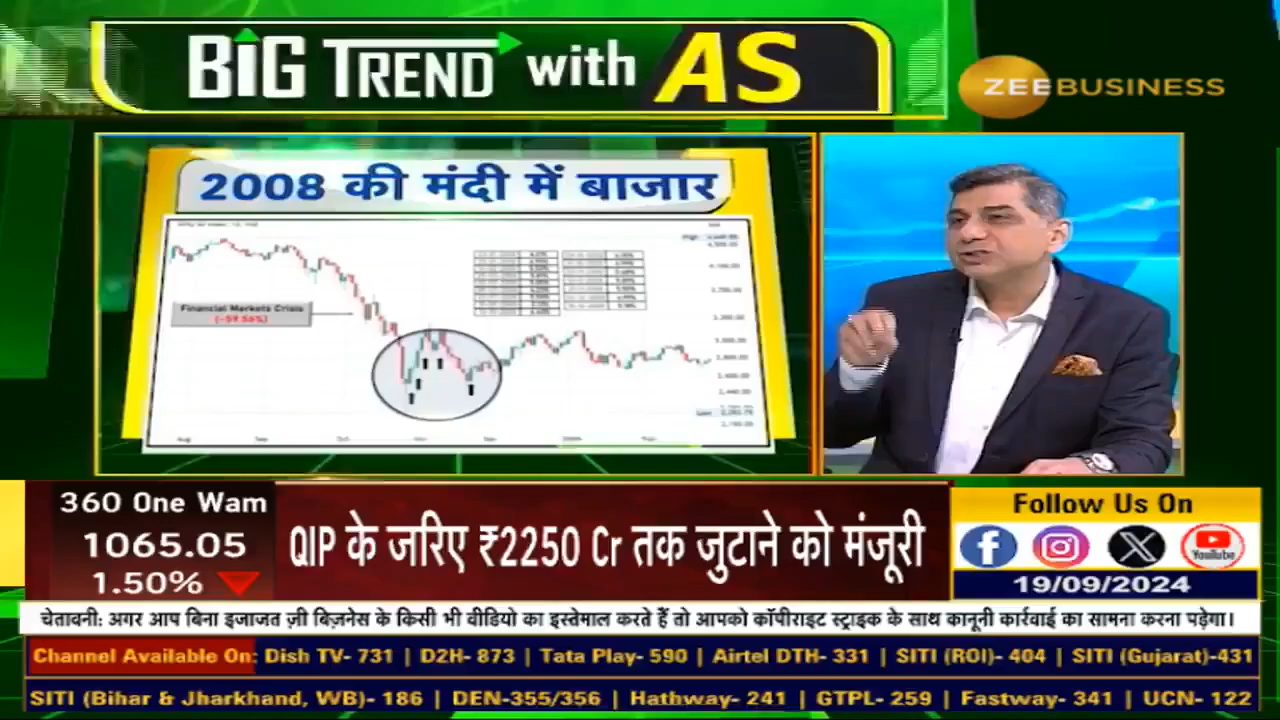 BIG TREND with AS
ZEEBUSINESS
2008 की मंदी में बाजार
Financial Markets Crisis
(-59.56%)
360 One Wam
1065.05
1.50%
QIP के जरिए ₹2250 Cr तक जुटाने को मंजूरी
Follow Us On
YouTube
19/09/2024
चेतावनी: अगर आप बिना इजाजत ज़ी बिज़नेस के किसी भी वीडियो का इस्तेमाल करते हैं तो आपको कॉपीराइट स्ट्राइक के साथ कानूनी कार्रवाई का सामना करना पड़ेगा।
Channel Available On: Dish TV- 731 | D2H- 873 | Tata Play- 590 | Airtel DTH- 331 | SITI (ROI)- 404 | SITI (Gujarat)-431
SITI (Bihar & Jharkhand, WB)- 186 | DEN-355/356 | Hathway- 241 | GTPL- 259 | Fastway- 341 | UCN- 122